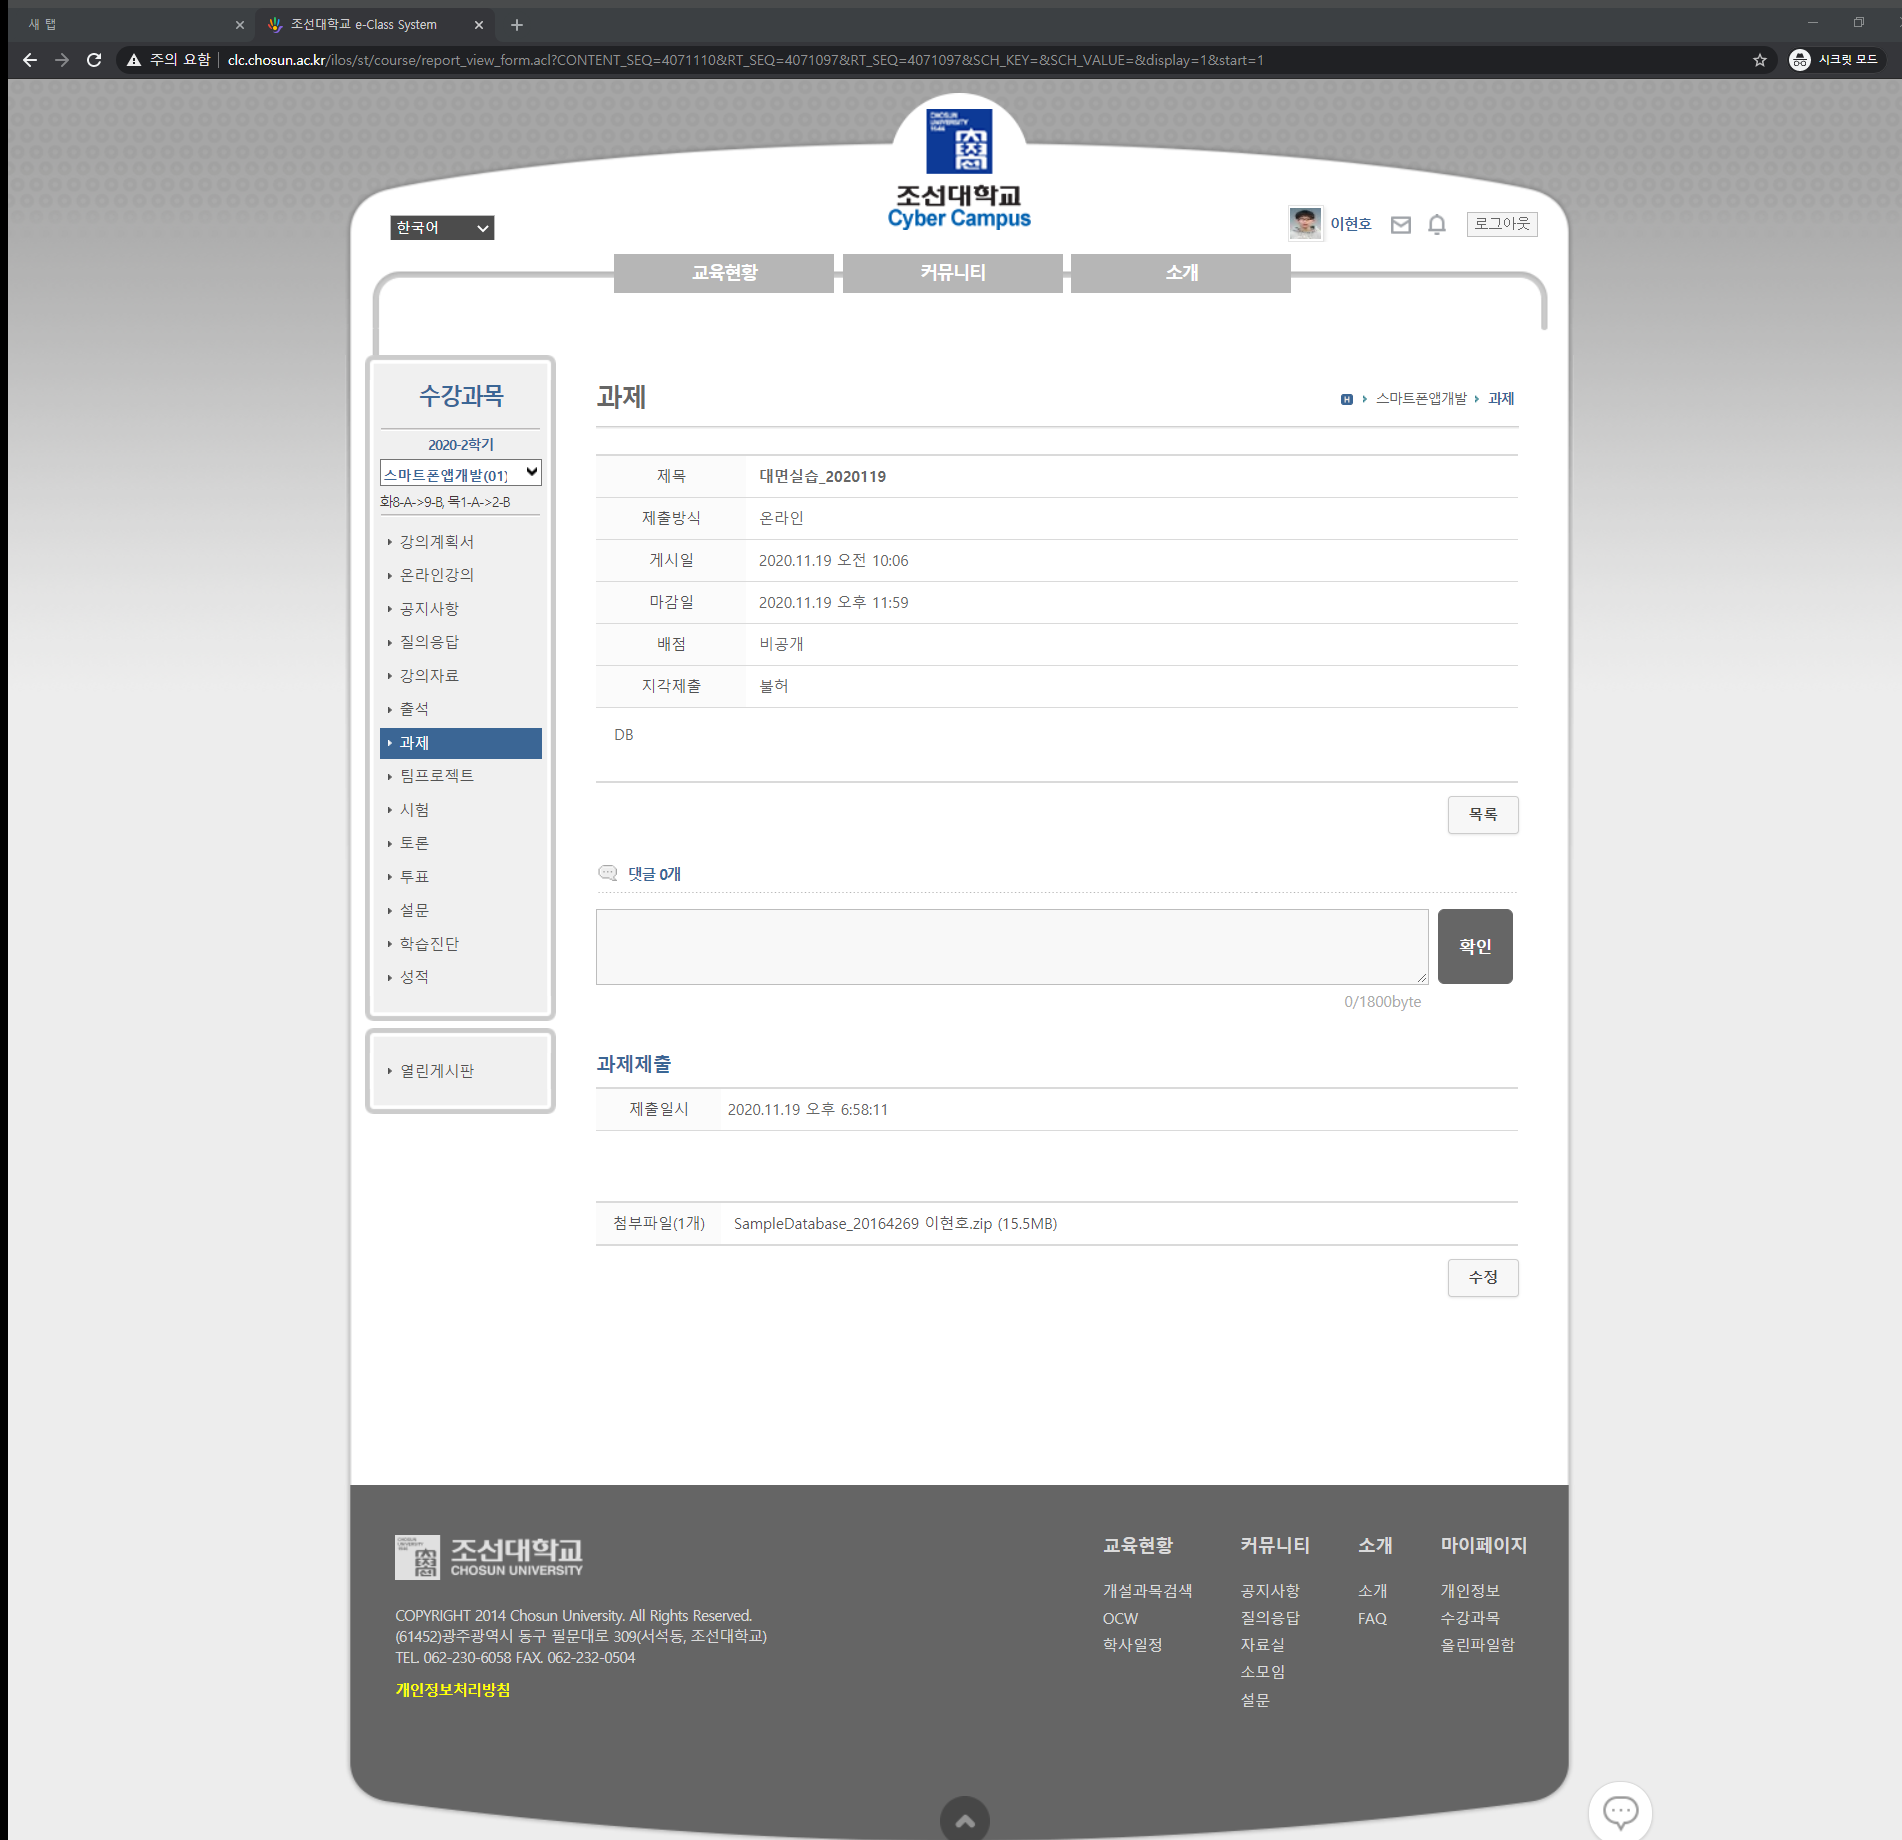 새 탭
조선대학교 e-Class System
주의 요함
clc.chosun.ac.kr/ilos/st/course/report_view_form.acl?CONTENT_SEQ=4071110&RT_SEQ=4071097&RT_SEQ=4071097&SCH_KEY=&SCH_VALUE=&display=1&start=1
시크릿 모드
CHOSUN
UNIVERSITY
1946
조선대학교
Cyber Campus
한국어
이현호
로그아웃
교육현황
커뮤니티
소개
수강과목
2020-2학기
스마트폰앱개발(01)
화8-A->9-B, 목1-A->2-B
강의계획서
온라인강의
공지사항
질의응답
강의자료
출석
과제
팀프로젝트
시험
토론
투표
설문
학습진단
성적
열린게시판
과제
H 스마트폰앱개발 과제
제목 대면실습_2020119
제출방식 온라인
게시일 2020.11.19 오전 10:06
마감일 2020.11.19 오후 11:59
배점 비공개
지각제출 불허
DB
목록
댓글 0개
확인
0/1800byte
과제제출
제출일시 2020.11.19 오후 6:58:11
첨부파일(1개) SampleDatabase_20164269 이현호.zip (15.5MB)
수정
조선대학교
CHOSUN UNIVERSITY
COPYRIGHT 2014 Chosun University. All Rights Reserved.
(61452)광주광역시 동구 필문대로 309(서석동, 조선대학교)
TEL. 062-230-6058 FAX. 062-232-0504
개인정보처리방침
교육현황
개설과목검색
OCW
학사일정
커뮤니티
공지사항
질의응답
자료실
소모임
설문
소개
소개
FAQ
마이페이지
개인정보
수강과목
올린파일함